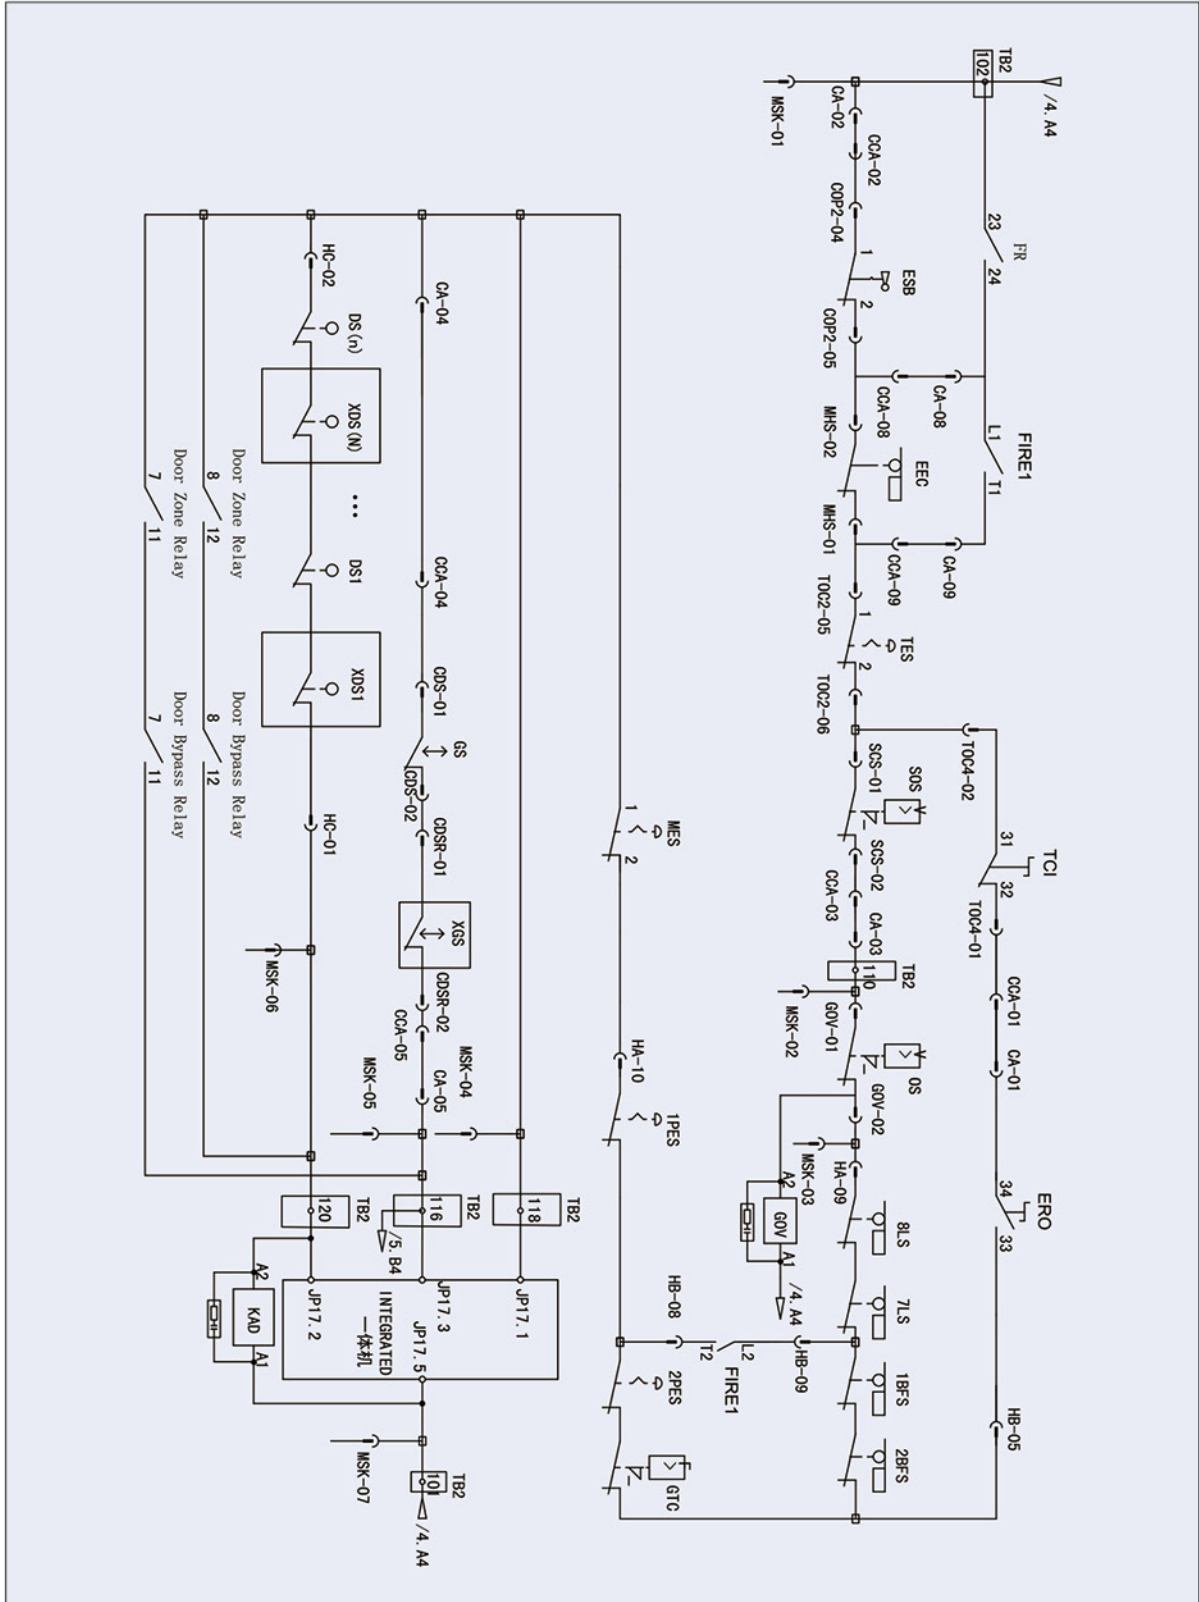 /4. A4
TB2
102
FR
23
24
FIRE1
L1
T1
CA-08
CCA-08
CA-09
CCA-09
MSK-01
CA-02
CCA-02
COP2-04
ESB
1
2
COP2-05
MHS-02
EEC
MHS-01
TOC2-05
TES
1
2
TOC2-06
TOC4-02
TCI
31
32
TOC4-01
CCA-01
CA-01
ERO
34
33
HB-05
SCS-01
SOS
SCS-02
CCA-03
CA-03
TB2
110
MSK-02
GOV-01
OS
GOV-02
MSK-03
HA-09
8LS
7LS
1BFS
2BFS
A2
GOV
A1
/4. A4
HB-09
L2
T2
FIRE1
HB-08
MES
1
2
HA-10
1PES
2PES
GTC
MSK-04
TB2
118
CA-04
CCA-04
CDS-01
GS
CDS-02
CDSR-01
XGS
CDSR-02
CCA-05
CA-05
MSK-05
TB2
116
/5. B4
HC-02
DS(n)
XDS(N)
...
DS1
XDS1
HC-01
MSK-06
TB2
120
Door Zone Relay
8
12
Door Bypass Relay
8
12
Door Zone Relay
7
11
Door Bypass Relay
7
11
JP17. 1
JP17. 3
JP17. 2
INTEGRATED
一体机
JP17. 5
A2
KAD
A1
MSK-07
TB2
101
/4. A4